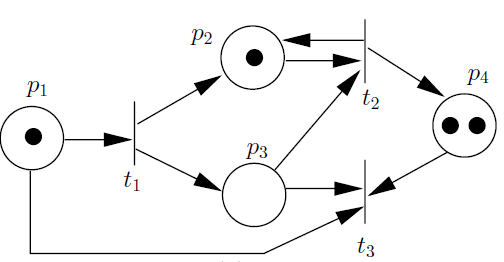 p₂
p₄
p₁
t₂
p₃
t₁
t₃